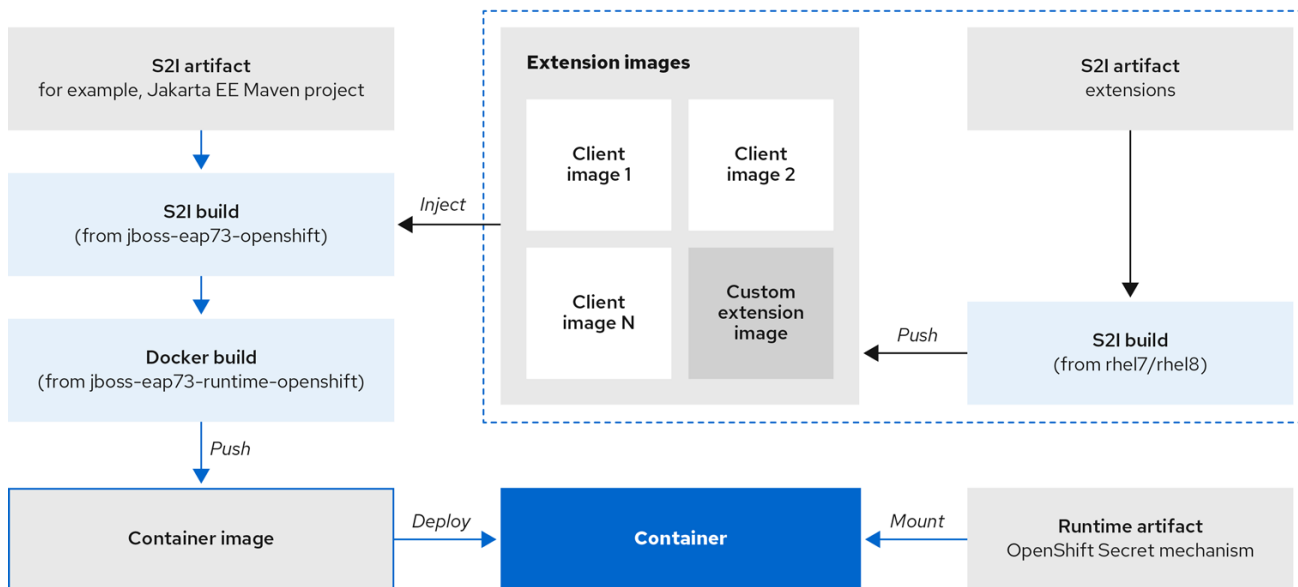 S2I artifact
for example, Jakarta EE Maven project
S2I build
(from jboss-eap73-openshift)
Docker build
(from jboss-eap73-runtime-openshift)
Push
Container image
Inject
Extension images
Client
image 1
Client
image 2
Client
image N
Custom
extension
image
S2I artifact
extensions
Push
S2I build
(from rhel7/rhel8)
Deploy
Container
Mount
Runtime artifact
OpenShift Secret mechanism